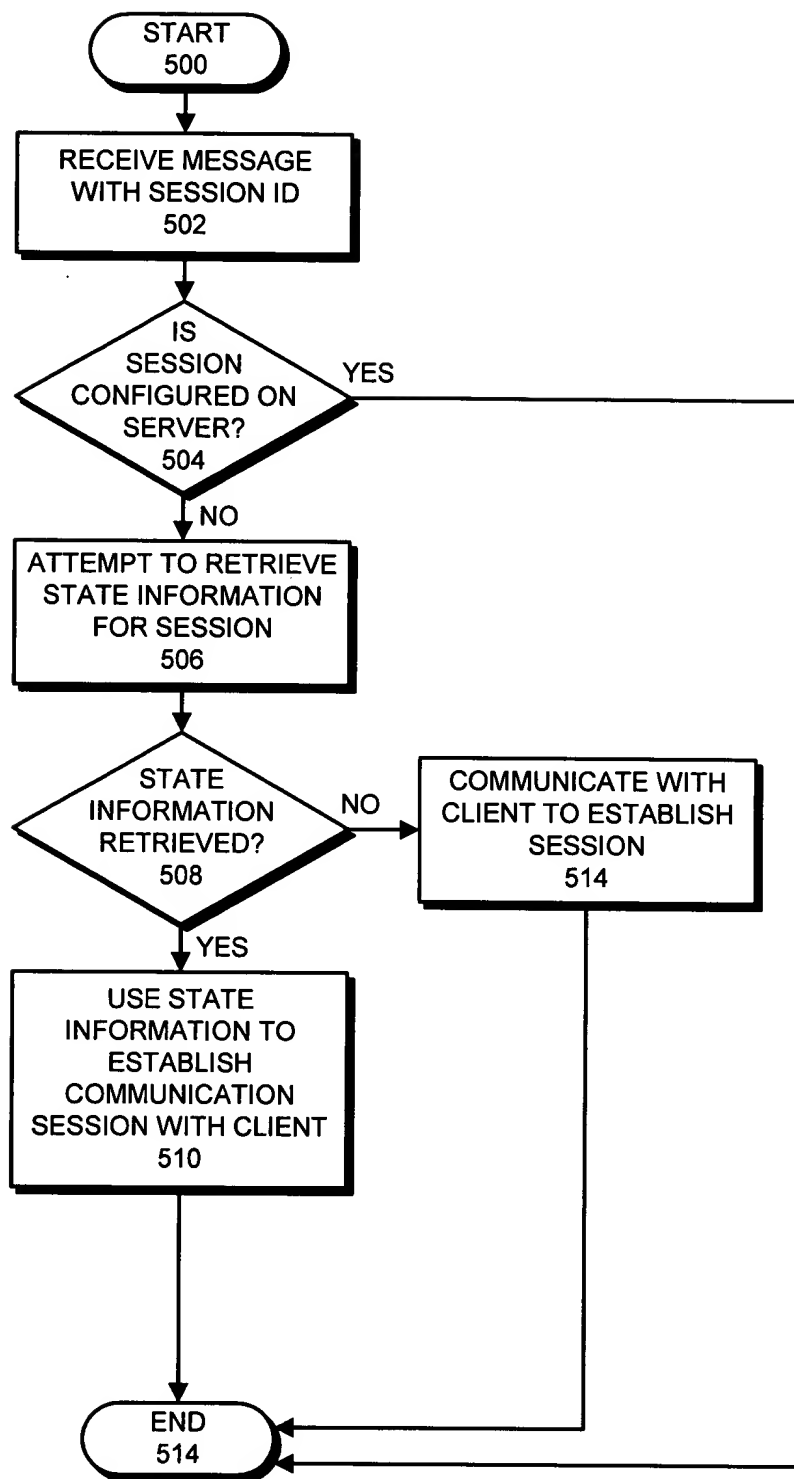 START
500
RECEIVE MESSAGE
WITH SESSION ID
502
IS
SESSION
CONFIGURED ON
SERVER?
504
YES
NO
ATTEMPT TO RETRIEVE
STATE INFORMATION
FOR SESSION
506
STATE
INFORMATION
RETRIEVED?
508
NO
COMMUNICATE WITH
CLIENT TO ESTABLISH
SESSION
514
YES
USE STATE
INFORMATION TO
ESTABLISH
COMMUNICATION
SESSION WITH CLIENT
510
END
514